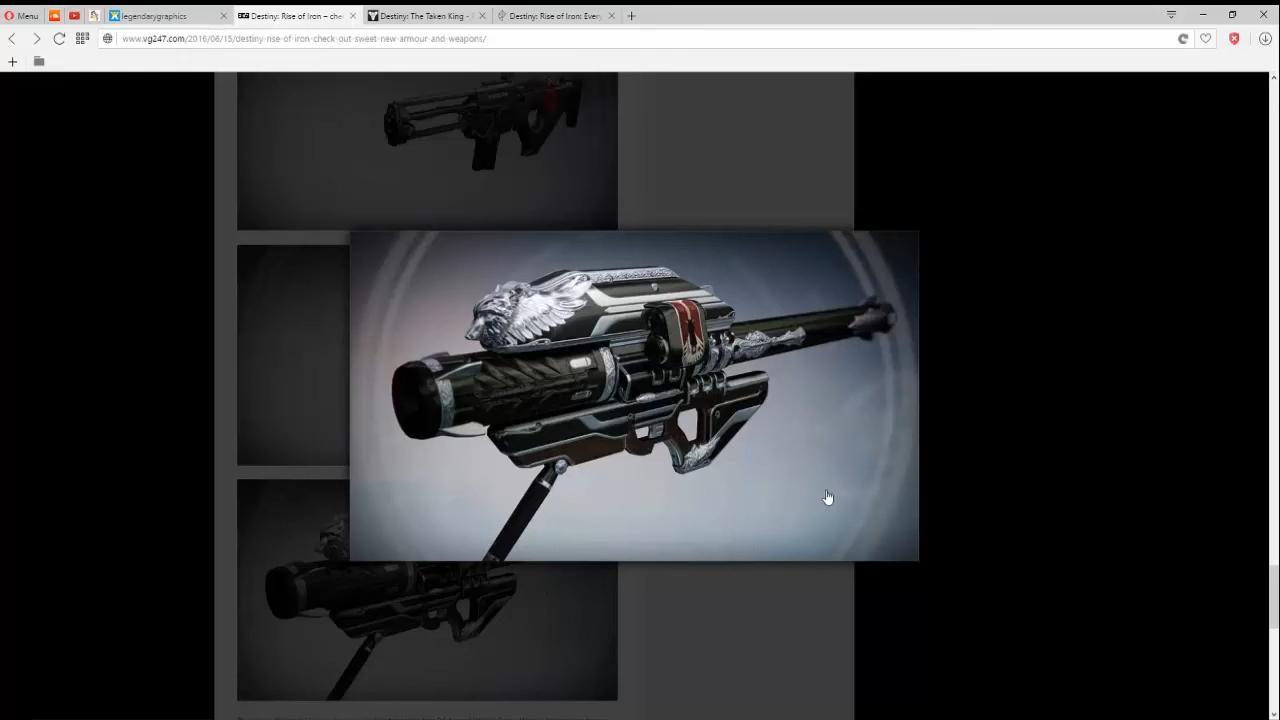 Menu
legendarygraphics
Destiny: Rise of Iron – che
Destiny: The Taken King -
Destiny: Rise of Iron: Every
www.vg247.com/2016/06/15/destiny-rise-of-iron-check-out-sweet-new-armour-and-weapons/